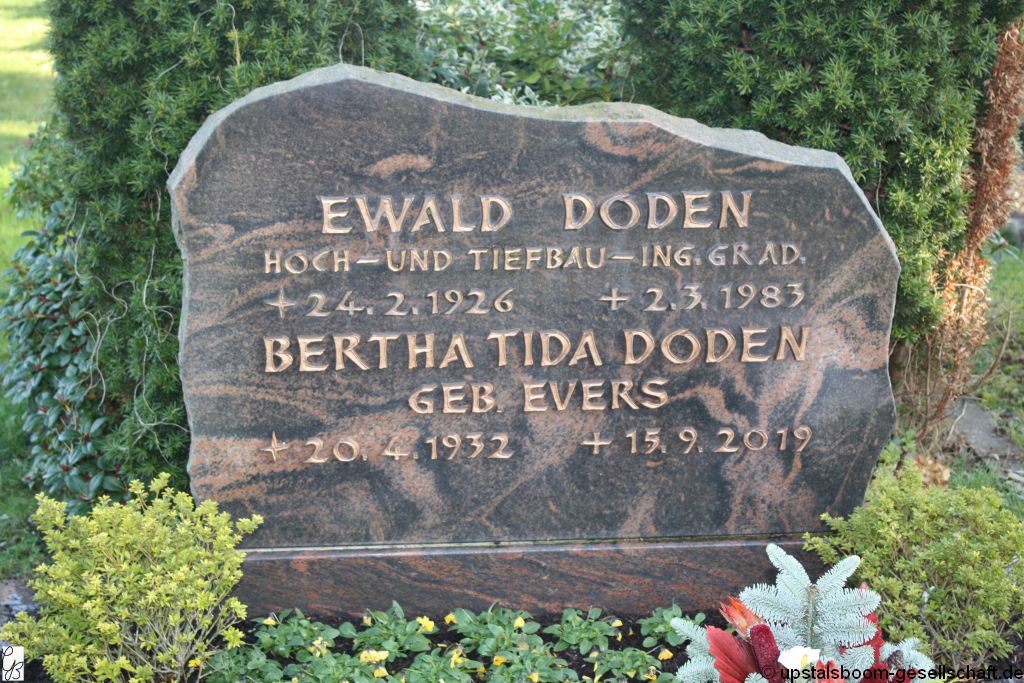 EWALD DODEN
HOCH-UND TIEFBAU-ING.GRAD.
24.2.1926 + 2.3.1983
BERTHA TIDA DODEN
GEB. EVERS
20.4.1932 + 15.9.2019
© upstalsboom-gesellschaft.de